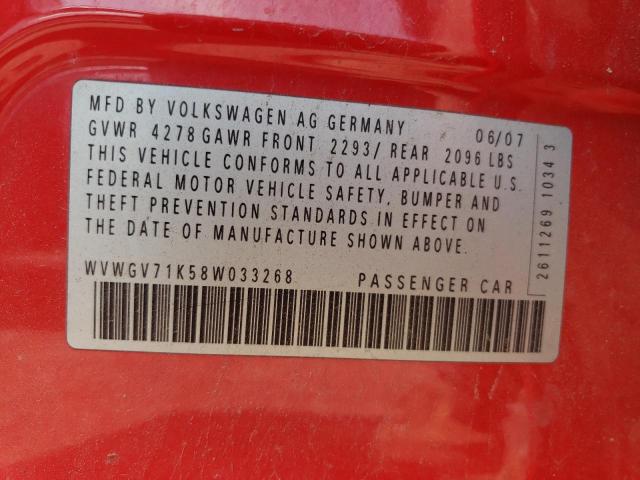 MFD BY VOLKSWAGEN AG GERMANY 06/07
GVWR 4278 GAWR FRONT 2293/ REAR 2096 LBS
THIS VEHICLE CONFORMS TO ALL APPLICABLE U.S.
FEDERAL MOTOR VEHICLE SAFETY, BUMPER AND
THEFT PREVENTION STANDARDS IN EFFECT ON
THE DATE OF MANUFACTURE SHOWN ABOVE.
WVWGV71K58W033268 PASSENGER CAR
2611269 1034 3